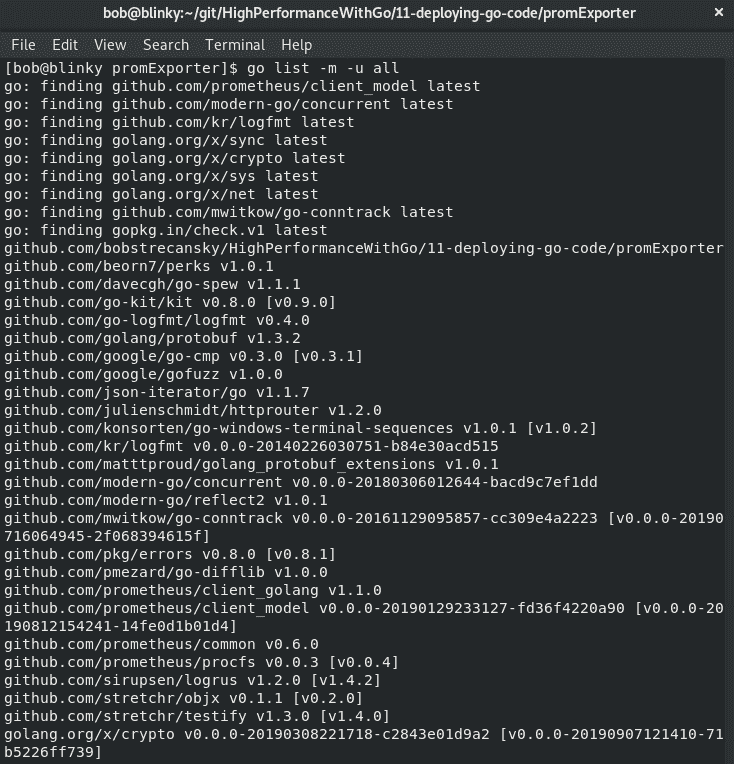 bob@blinky:~/git/HighPerformanceWithGo/11-deploying-go-code/promExporter ×
File Edit View Search Terminal Help
[bob@blinky promExporter]$ go list -m -u all
go: finding github.com/prometheus/client_model latest
go: finding github.com/modern-go/concurrent latest
go: finding github.com/kr/logfmt latest
go: finding golang.org/x/sync latest
go: finding golang.org/x/crypto latest
go: finding golang.org/x/sys latest
go: finding golang.org/x/net latest
go: finding github.com/mwitkow/go-conntrack latest
go: finding gopkg.in/check.v1 latest
github.com/bobstrecansky/HighPerformanceWithGo/11-deploying-go-code/promExporter
github.com/beorn7/perks v1.0.1
github.com/davecgh/go-spew v1.1.1
github.com/go-kit/kit v0.8.0 [v0.9.0]
github.com/go-logfmt/logfmt v0.4.0
github.com/golang/protobuf v1.3.2
github.com/google/go-cmp v0.3.0 [v0.3.1]
github.com/google/gofuzz v1.0.0
github.com/json-iterator/go v1.1.7
github.com/julienschmidt/httprouter v1.2.0
github.com/konsorten/go-windows-terminal-sequences v1.0.1 [v1.0.2]
github.com/kr/logfmt v0.0.0-20140226030751-b84e30acd515
github.com/matttproud/golang_protobuf_extensions v1.0.1
github.com/modern-go/concurrent v0.0.0-20180306012644-bacd9c7ef1dd
github.com/modern-go/reflect2 v1.0.1
github.com/mwitkow/go-conntrack v0.0.0-20161129095857-cc309e4a2223 [v0.0.0-20190
716064945-2f068394615f]
github.com/pkg/errors v0.8.0 [v0.8.1]
github.com/pmezard/go-difflib v1.0.0
github.com/prometheus/client_golang v1.1.0
github.com/prometheus/client_model v0.0.0-20190129233127-fd36f4220a90 [v0.0.0-20
190812154241-14fe0d1b01d4]
github.com/prometheus/common v0.6.0
github.com/prometheus/procfs v0.0.3 [v0.0.4]
github.com/sirupsen/logrus v1.2.0 [v1.4.2]
github.com/stretchr/objx v0.1.1 [v0.2.0]
github.com/stretchr/testify v1.3.0 [v1.4.0]
golang.org/x/crypto v0.0.0-20190308221718-c2843e01d9a2 [v0.0.0-20190907121410-71
b5226ff739]